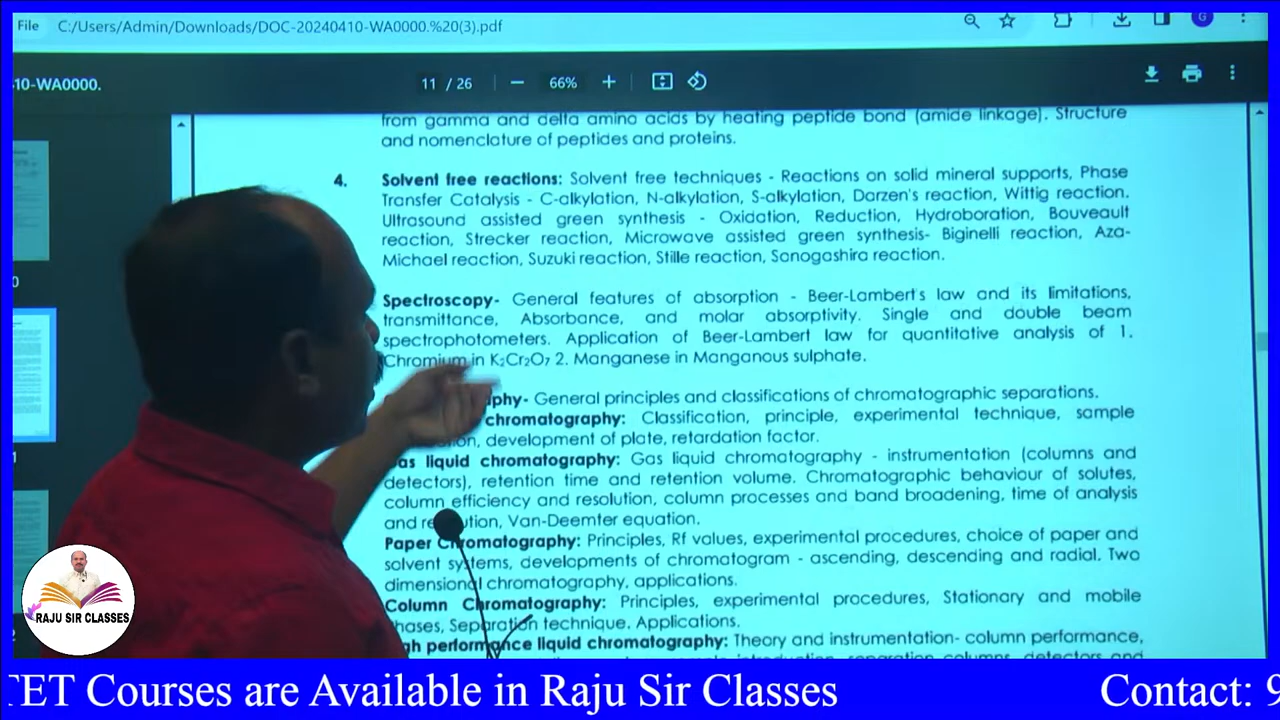 File C:/Users/Admin/Downloads/DOC-20240410-WA0000.%20(3).pdf
10-WA0000.
11 / 26
66%
from gamma and delta amino acids by heating peptide bond (amide linkage). Structure
and nomenclature of peptides and proteins.
4. Solvent free reactions: Solvent free techniques - Reactions on solid mineral supports, Phase
Transfer Catalysis - C-alkylation, N-alkylation, S-alkylation, Darzen's reaction, Wittig reaction.
Ultrasound assisted green synthesis - Oxidation, Reduction, Hydroboration, Bouveault
reaction, Strecker reaction, Microwave assisted green synthesis- Biginelli reaction, Aza-
Michael reaction, Suzuki reaction, Stille reaction, Sanogashira reaction.
Spectroscopy- General features of absorption - Beer-Lambert's law and its limitations,
transmittance, Absorbance, and molar absorptivity. Single and double beam
spectrophotometers. Application of Beer-Lambert law for quantitative analysis of 1.
Chromium in K2Cr2O7 2. Manganese in Manganous sulphate.
phy- General principles and classifications of chromatographic separations.
chromatography: Classification, principle, experimental technique, sample
on, development of plate, retardation factor.
as liquid chromatography: Gas liquid chromatography - instrumentation (columns and
detectors), retention time and retention volume. Chromatographic behaviour of solutes,
column efficiency and resolution, column processes and band broadening, time of analysis
and re ution, Van-Deemter equation.
Paper Chromatography: Principles, Rf values, experimental procedures, choice of paper and
solvent systems, developments of chromatogram - ascending, descending and radial. Two
dimensional chromatography, applications.
Column Chromatography: Principles, experimental procedures, Stationary and mobile
phases, Separation technique. Applications.
gh performance liquid chromatography: Theory and instrumentation- column performance,
RAJU SIR CLASSES
TET Courses are Available in Raju Sir Classes
Contact: 9